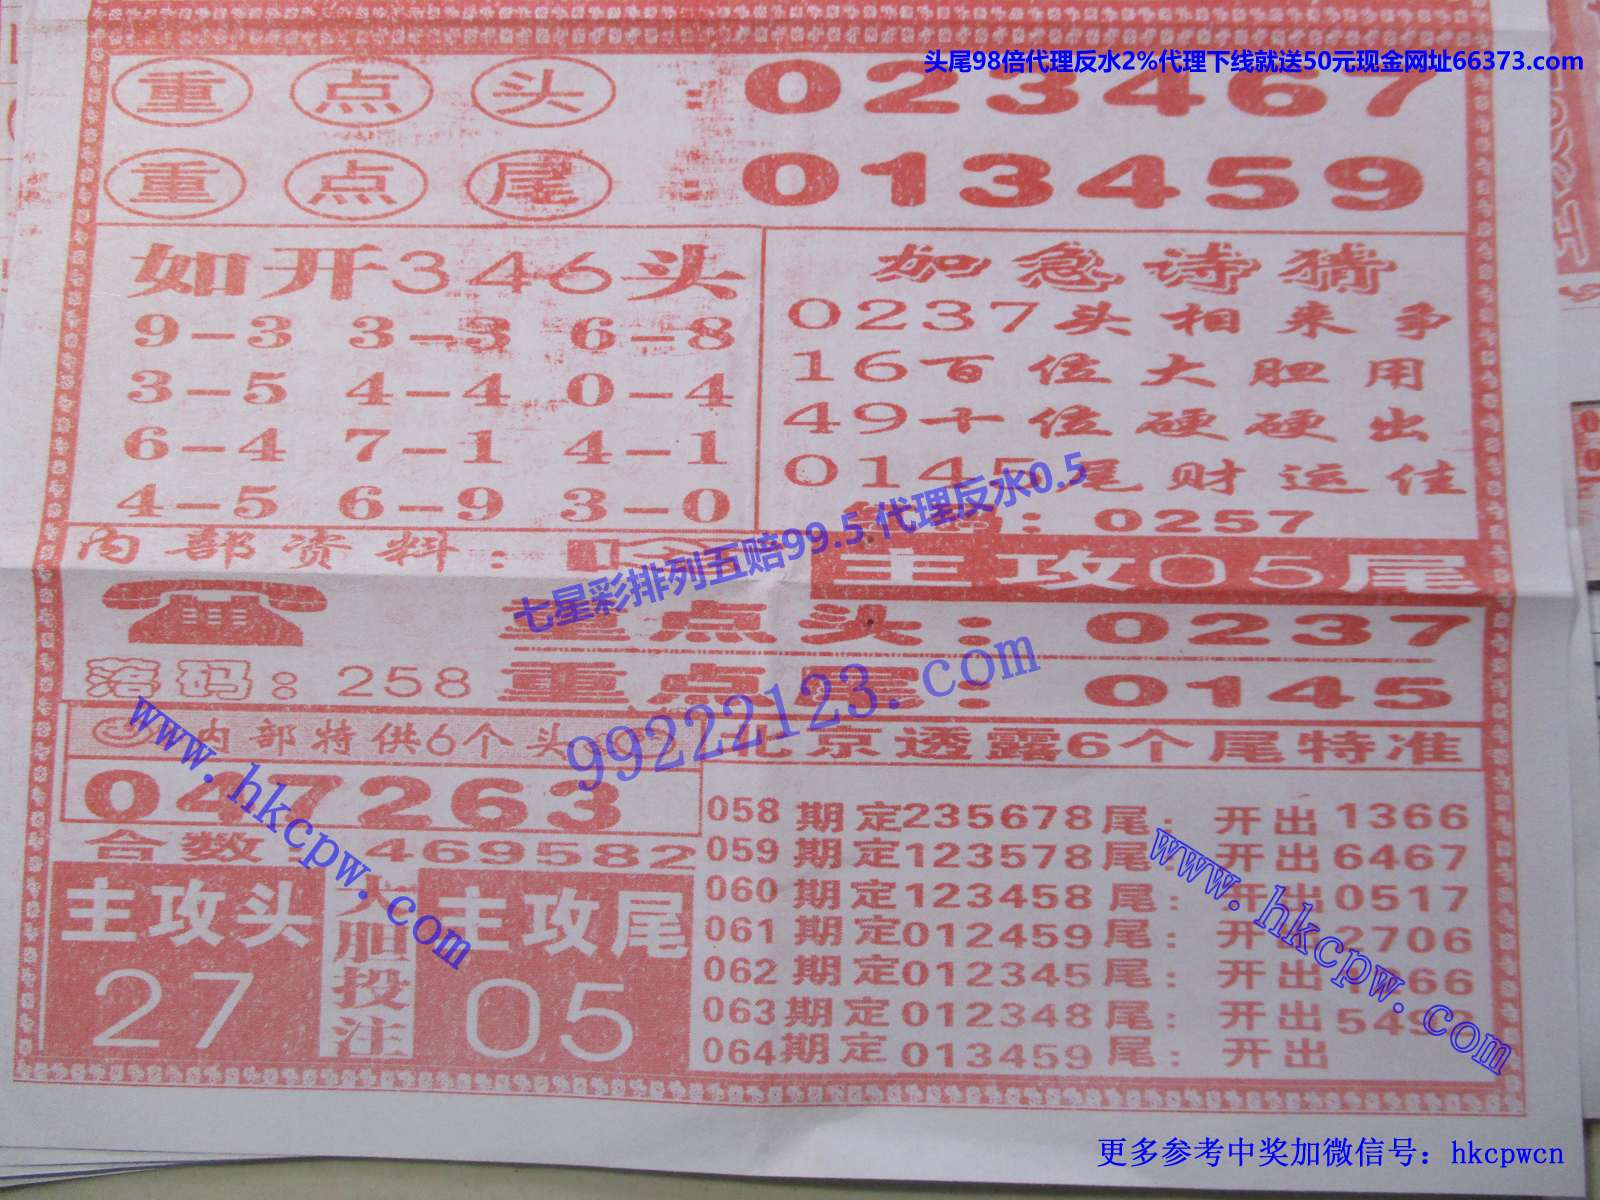 头尾98倍代理反水2%代理下线就送50元现金网址66373.com
重点头：023467
重点尾：013459
如开346头
9-3 3-3 6-8
3-5 4-4 0-4
6-4 7-1 4-1
4-5 6-9 3-0
如急诗猜
0237头相来争
16百位大胆用
49十位硬硬出
0145尾财运佳
：0257
内部资料：
主攻05尾
七星彩排列五赔99.5 代理反水0.5
重点头：0237
落码：258
重点尾：0145
99222123.com
内部特供6个头
047263
合数：469582
主攻头
27
大胆投注
主攻尾
05
北京透露6个尾特准
058期定235678尾：开出1366
059期定123578尾：开出6467
060期定123458尾：开出0517
061期定012459尾：开 2706
062期定012345尾：开出 266
063期定012348尾：开出549
064期定013459尾：开出
www.hkcpw.com
www.hkcpw.com
更多参考中奖加微信号：hkcpwcn